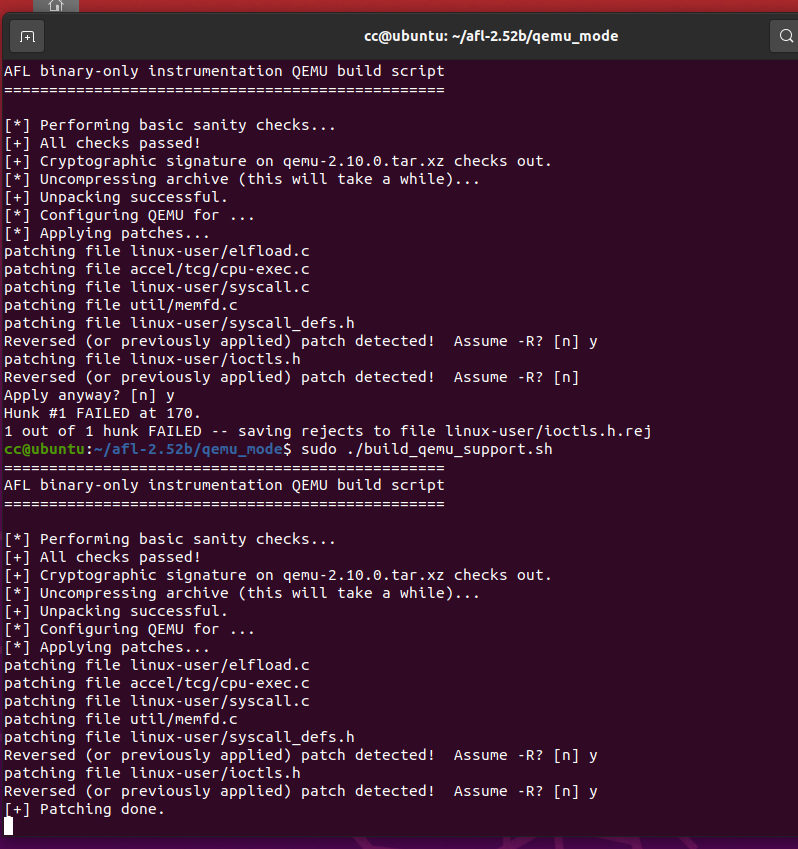 cc@ubuntu: ~/afl-2.52b/qemu_mode
AFL binary-only instrumentation QEMU build script
=================================================
[*] Performing basic sanity checks...
[+] All checks passed!
[+] Cryptographic signature on qemu-2.10.0.tar.xz checks out.
[*] Uncompressing archive (this will take a while)...
[+] Unpacking successful.
[*] Configuring QEMU for ...
[*] Applying patches...
patching file linux-user/elfload.c
patching file accel/tcg/cpu-exec.c
patching file linux-user/syscall.c
patching file util/memfd.c
patching file linux-user/syscall_defs.h
Reversed (or previously applied) patch detected!  Assume -R? [n] y
patching file linux-user/ioctls.h
Reversed (or previously applied) patch detected!  Assume -R? [n]
Apply anyway? [n] y
Hunk #1 FAILED at 170.
1 out of 1 hunk FAILED -- saving rejects to file linux-user/ioctls.h.rej
cc@ubuntu:~/afl-2.52b/qemu_mode$ sudo ./build_qemu_support.sh
=================================================
AFL binary-only instrumentation QEMU build script
=================================================
[*] Performing basic sanity checks...
[+] All checks passed!
[+] Cryptographic signature on qemu-2.10.0.tar.xz checks out.
[*] Uncompressing archive (this will take a while)...
[+] Unpacking successful.
[*] Configuring QEMU for ...
[*] Applying patches...
patching file linux-user/elfload.c
patching file accel/tcg/cpu-exec.c
patching file linux-user/syscall.c
patching file util/memfd.c
patching file linux-user/syscall_defs.h
Reversed (or previously applied) patch detected!  Assume -R? [n] y
patching file linux-user/ioctls.h
Reversed (or previously applied) patch detected!  Assume -R? [n] y
[+] Patching done.